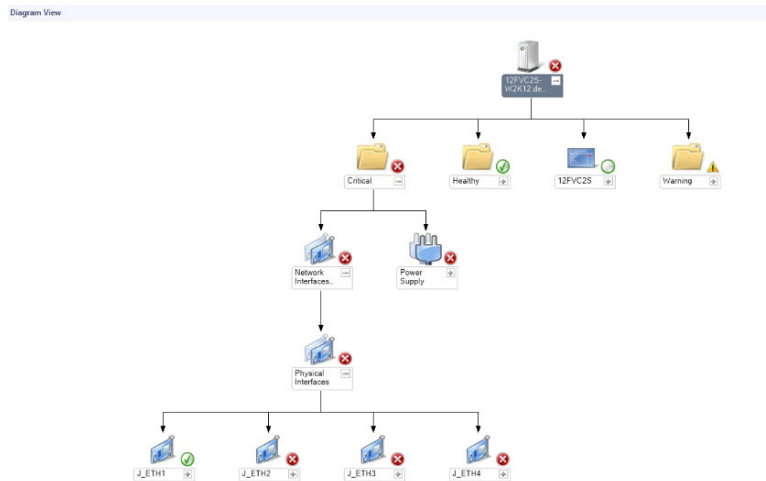 Diagram View
12FVC2S-
W2K12.de..
Critical
Healthy
12FVC2S
Warning
Network
Interfaces..
Power
Supply
Physical
Interfaces
J_ETH1
J_ETH2
J_ETH3
J_ETH4